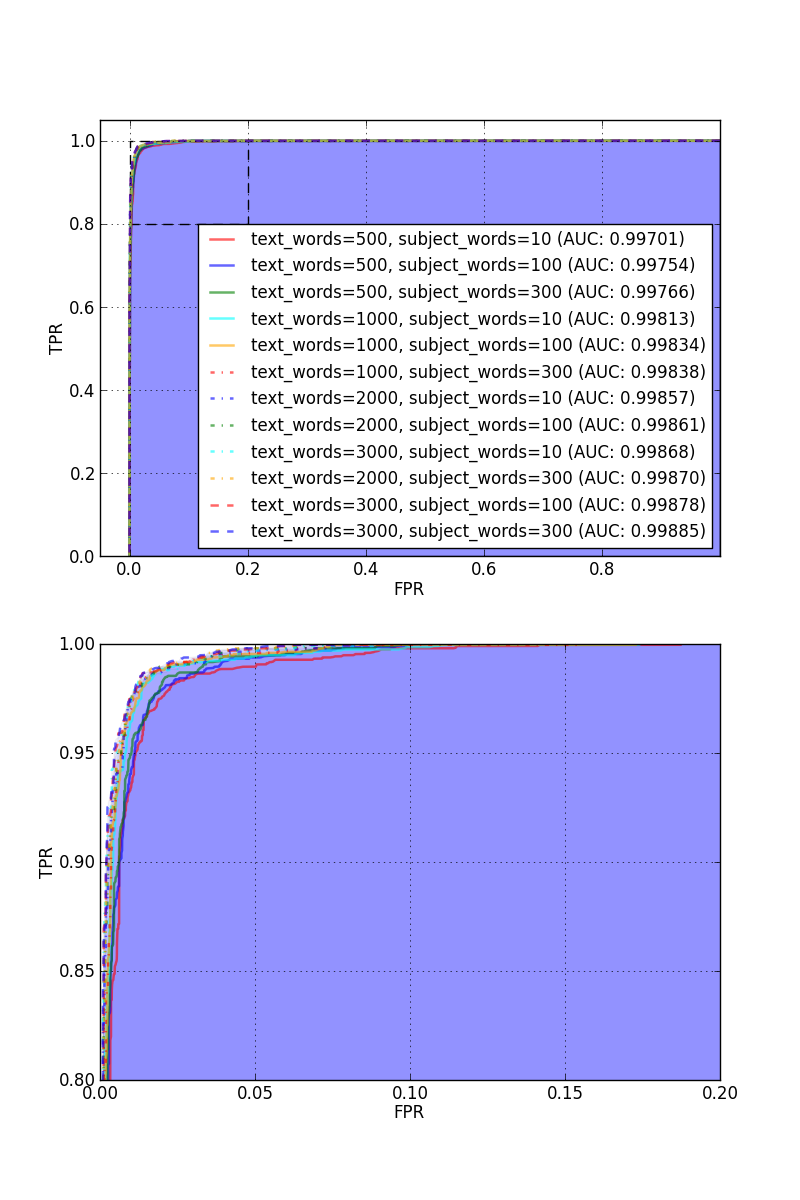 1.0
0.8
0.6
0.4
0.2
0.0
TPR
text_words=500, subject_words=10 (AUC: 0.99701)
text_words=500, subject_words=100 (AUC: 0.99754)
text_words=500, subject_words=300 (AUC: 0.99766)
text_words=1000, subject_words=10 (AUC: 0.99813)
text_words=1000, subject_words=100 (AUC: 0.99834)
text_words=1000, subject_words=300 (AUC: 0.99838)
text_words=2000, subject_words=10 (AUC: 0.99857)
text_words=2000, subject_words=100 (AUC: 0.99861)
text_words=3000, subject_words=10 (AUC: 0.99868)
text_words=2000, subject_words=300 (AUC: 0.99870)
text_words=3000, subject_words=100 (AUC: 0.99878)
text_words=3000, subject_words=300 (AUC: 0.99885)
0.0 0.2 0.4 0.6 0.8
FPR
1.00
0.95
0.90
0.85
0.80
TPR
0.00 0.05 0.10 0.15 0.20
FPR